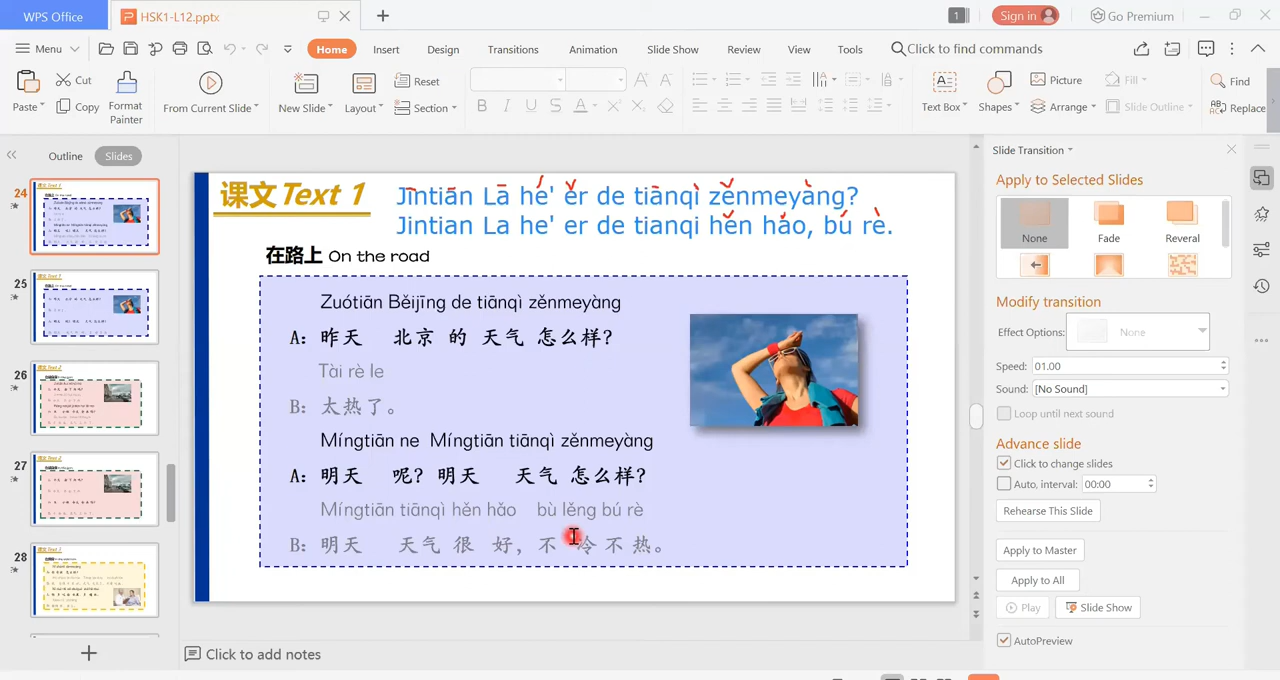 WPS Office HSK1-L12.pptx 1 Sign in Go Premium
Menu Home Insert Design Transitions Animation Slide Show Review View Tools Click to find commands
Paste Cut Copy Format Painter From Current Slide New Slide Layout Reset Section B I U S A Text Box Shapes Picture Arrange Fill Slide Outline Find Replace
Outline Slides
24
25
26
27
28
课文Text 1
Jīntiān Lā hé' ěr de tiānqì zěnmeyàng?
Jintian La he' er de tianqi hěn hǎo, bú rè.
在路上 On the road
Zuótiān Běijīng de tiānqì zěnmeyàng
A: 昨天 北京 的 天气 怎么样?
Tài rè le
B: 太热了。
Míngtiān ne Míngtiān tiānqì zěnmeyàng
A: 明天 呢? 明天 天气 怎么样?
Míngtiān tiānqì hěn hǎo bù lěng bú rè
B: 明天 天气 很 好, 不 冷 不 热。
Click to add notes
Slide Transition
Apply to Selected Slides
None Fade Reveral
Modify transition
Effect Options: None
Speed: 01.00
Sound: [No Sound]
Loop until next sound
Advance slide
Click to change slides
Auto, interval: 00:00
Rehearse This Slide
Apply to Master
Apply to All
Play Slide Show
AutoPreview